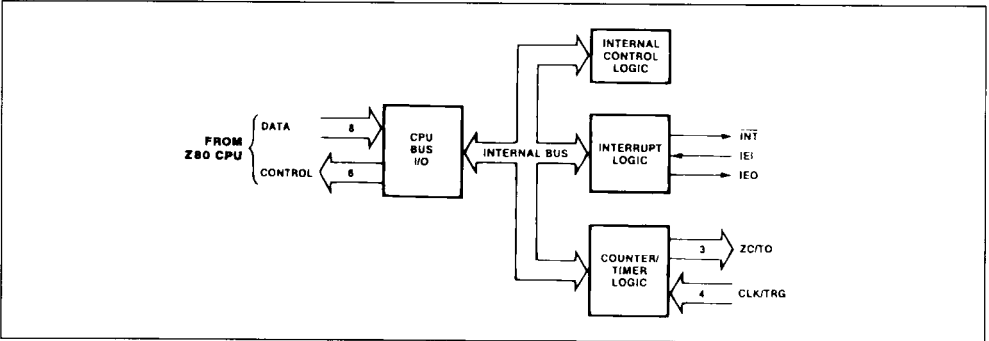 INTERNAL
CONTROL
LOGIC
FROM
Z80 CPU
DATA
8
CONTROL
6
CPU
BUS
I/O
INTERNAL BUS
INTERRUPT
LOGIC
INT
IEI
IEO
COUNTER/
TIMER
LOGIC
3
ZC/TO
4
CLK/TRG